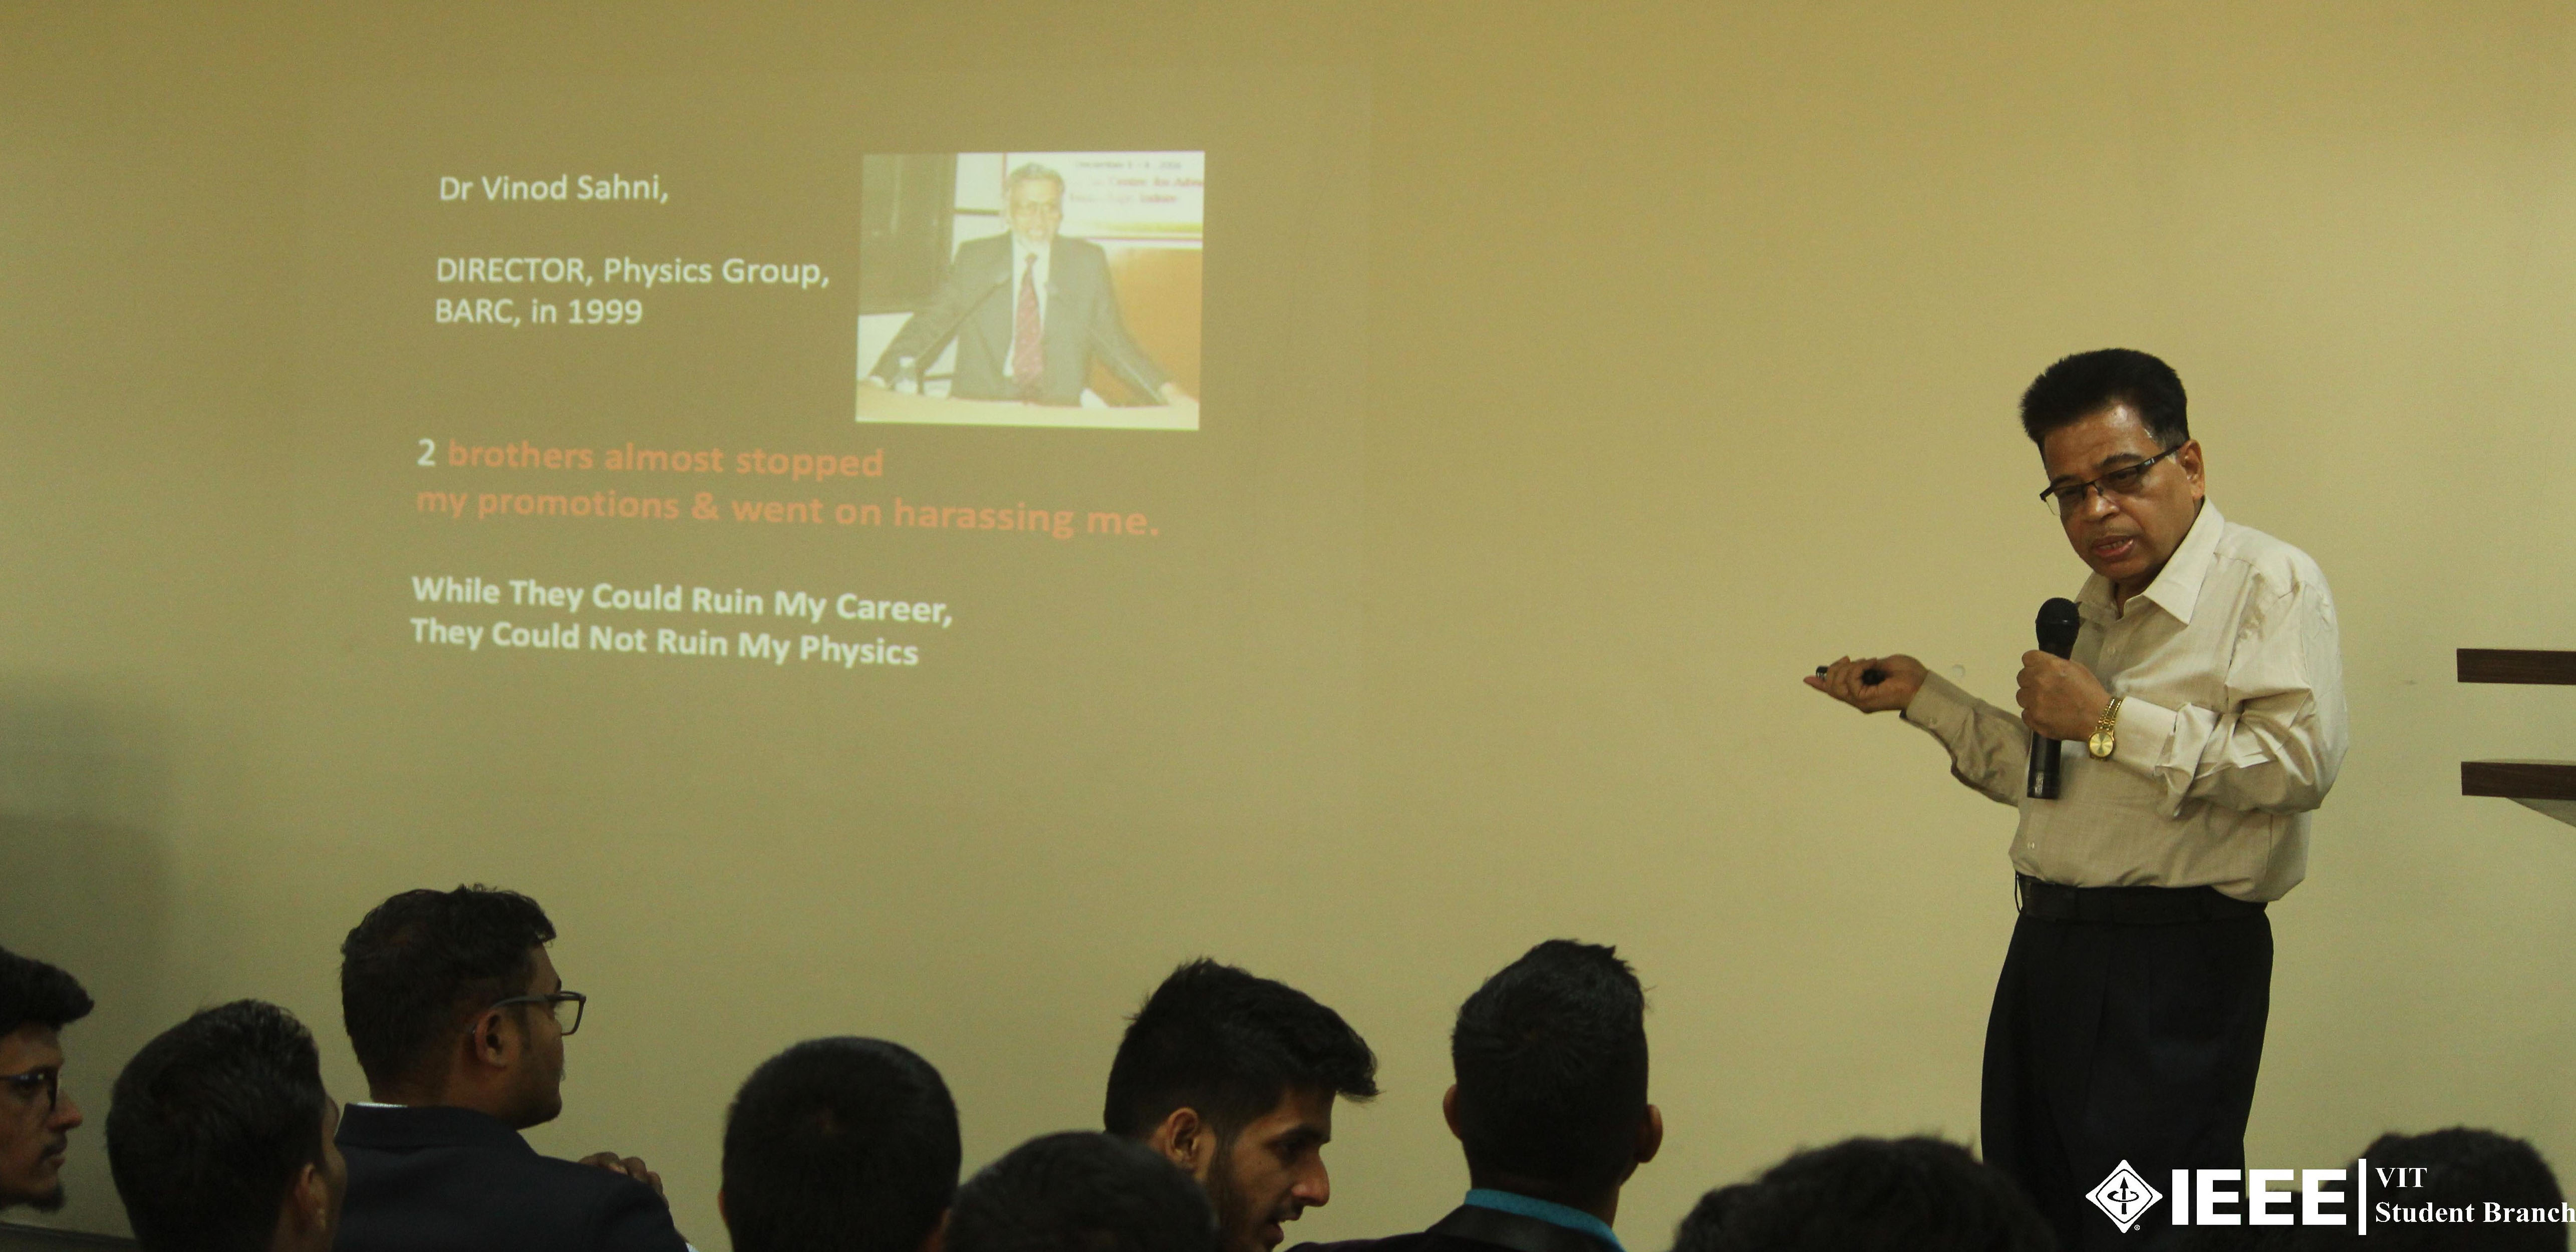 Dr Vinod Sahni,
DIRECTOR, Physics Group,
BARC, in 1999
2 brothers almost stopped
my promotions & went on harassing me.
While They Could Ruin My Career,
They Could Not Ruin My Physics
IEEE
VIT
Student Branch